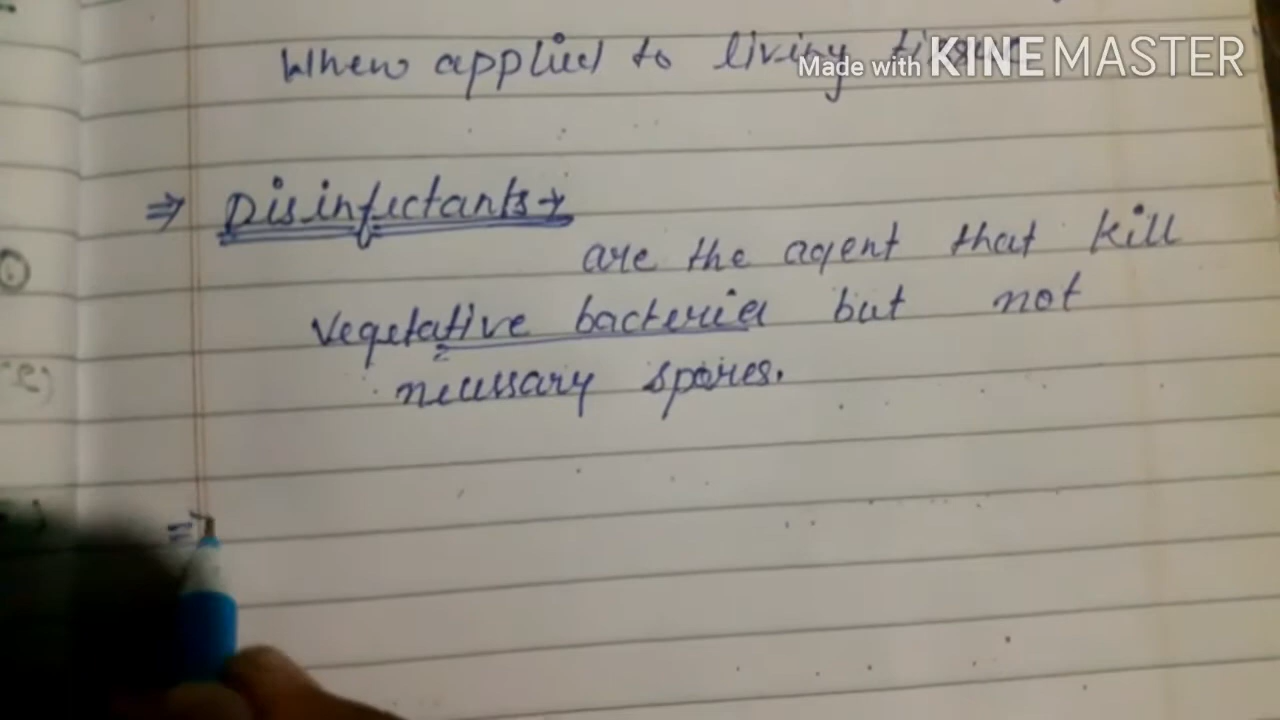 When applied to living
Made with KINEMASTER
⇒ Disinfectants→
are the agent that kill
vegetative bacteria but not
necessary spores.